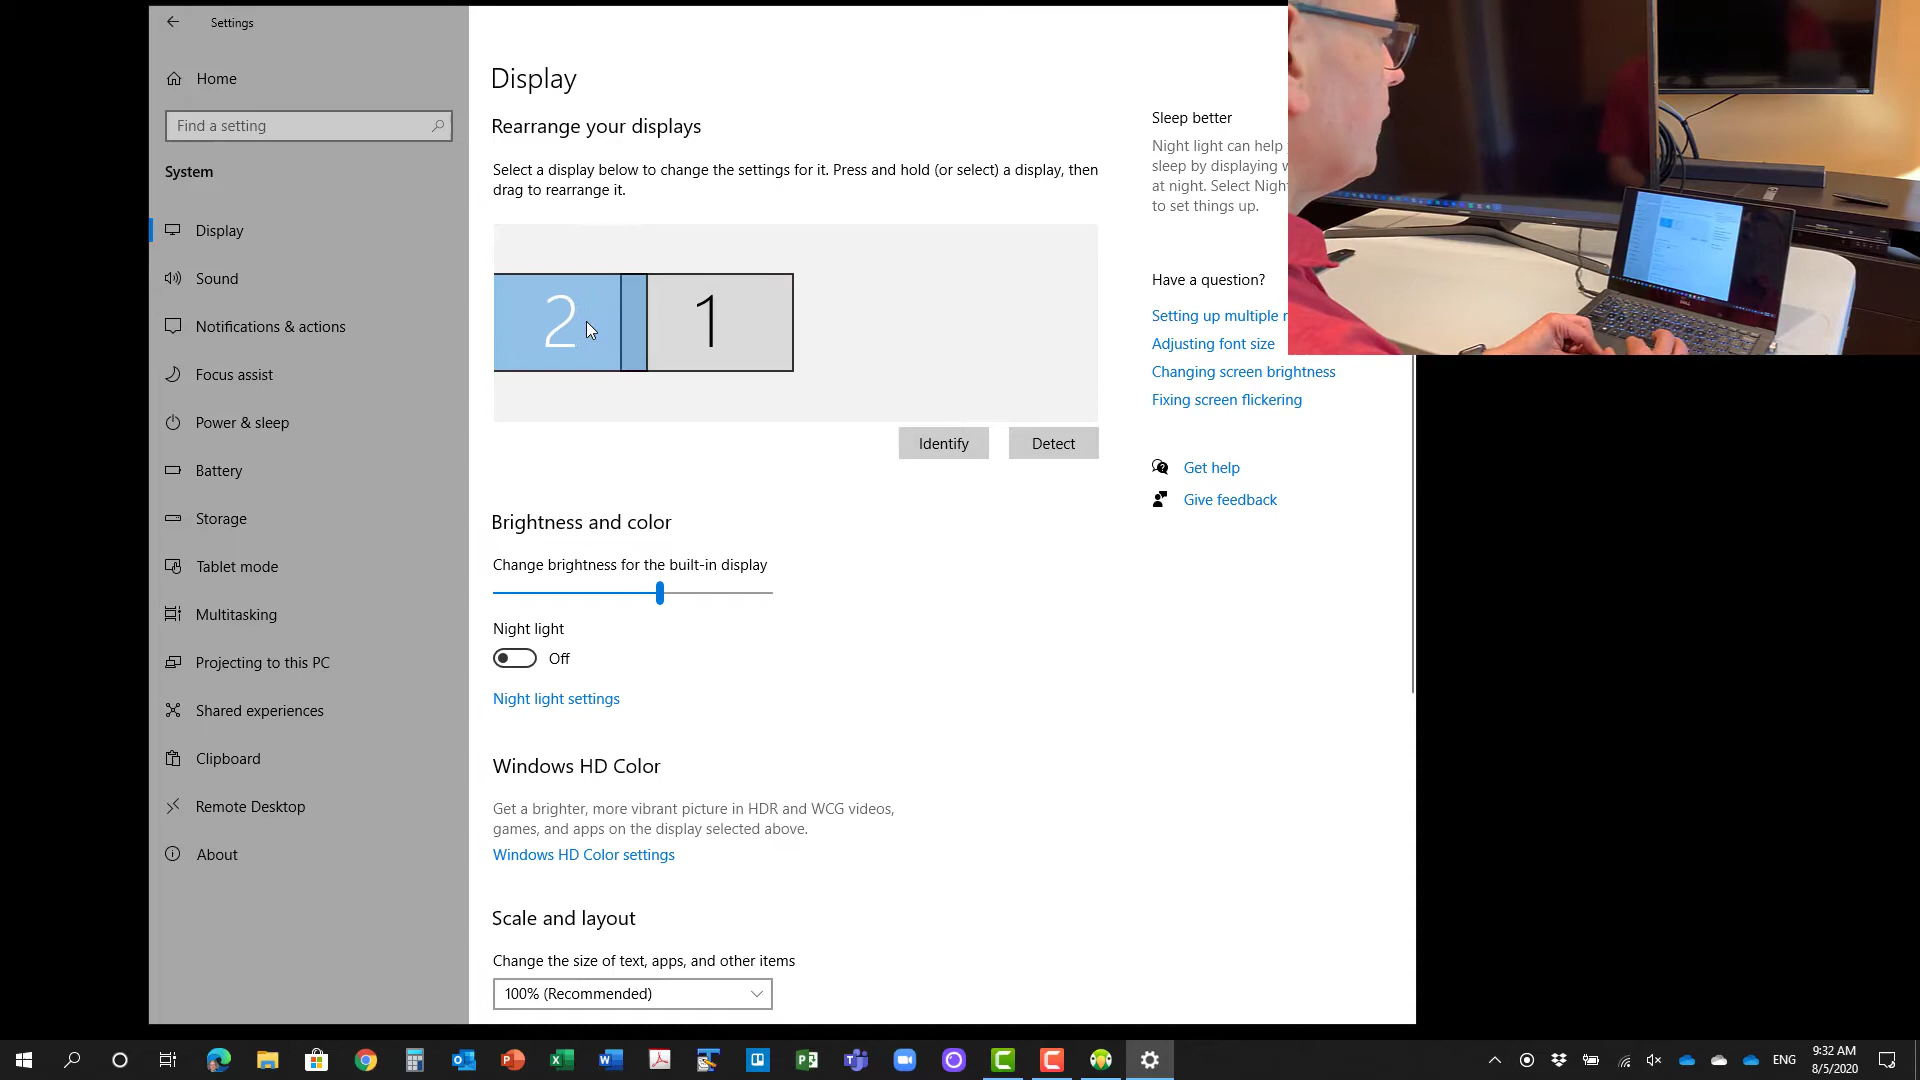 Settings
Home
Find a setting
System
Display
Sound
Notifications & actions
Focus assist
Power & sleep
Battery
Storage
Tablet mode
Multitasking
Projecting to this PC
Shared experiences
Clipboard
Remote Desktop
About
Display
Rearrange your displays
Select a display below to change the settings for it. Press and hold (or select) a display, then
drag to rearrange it.
2
1
Identify
Detect
Brightness and color
Change brightness for the built-in display
Night light
Off
Night light settings
Windows HD Color
Get a brighter, more vibrant picture in HDR and WCG videos,
games, and apps on the display selected above.
Windows HD Color settings
Scale and layout
Change the size of text, apps, and other items
100% (Recommended)
Sleep better
Night light can help
sleep by displaying
at night. Select
to set things up.
Have a question?
Setting up multiple
Adjusting font size
Changing screen brightness
Fixing screen flickering
Get help
Give feedback
DELL
ENG
9:32 AM
8/5/2020